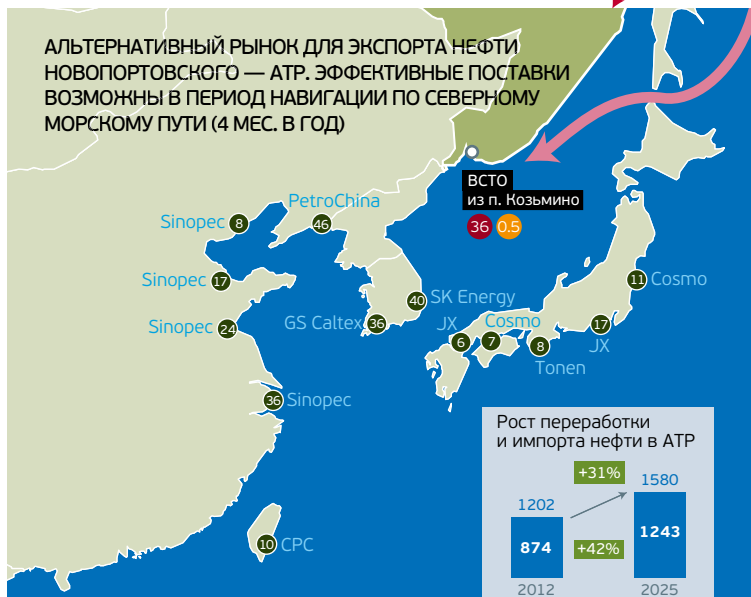 АЛЬТЕРНАТИВНЫЙ РЫНОК ДЛЯ ЭКСПОРТА НЕФТИ
НОВОПОРТОВСКОГО — АТР. ЭФФЕКТИВНЫЕ ПОСТАВКИ
ВОЗМОЖНЫ В ПЕРИОД НАВИГАЦИИ ПО СЕВЕРНОМУ
МОРСКОМУ ПУТИ (4 МЕС. В ГОД)
ВСТО
из п. Козьмино
36 0.5
PetroChina
46
Sinopec 8
Sinopec 17
Sinopec 24
GS Caltex 36
40 SK Energy
11 Cosmo
JX
6
Cosmo
7
8
Tonen
17
JX
36 Sinopec
10 CPC
Рост переработки
и импорта нефти в АТР
+31%
1202 1580
874 +42% 1243
2012 2025